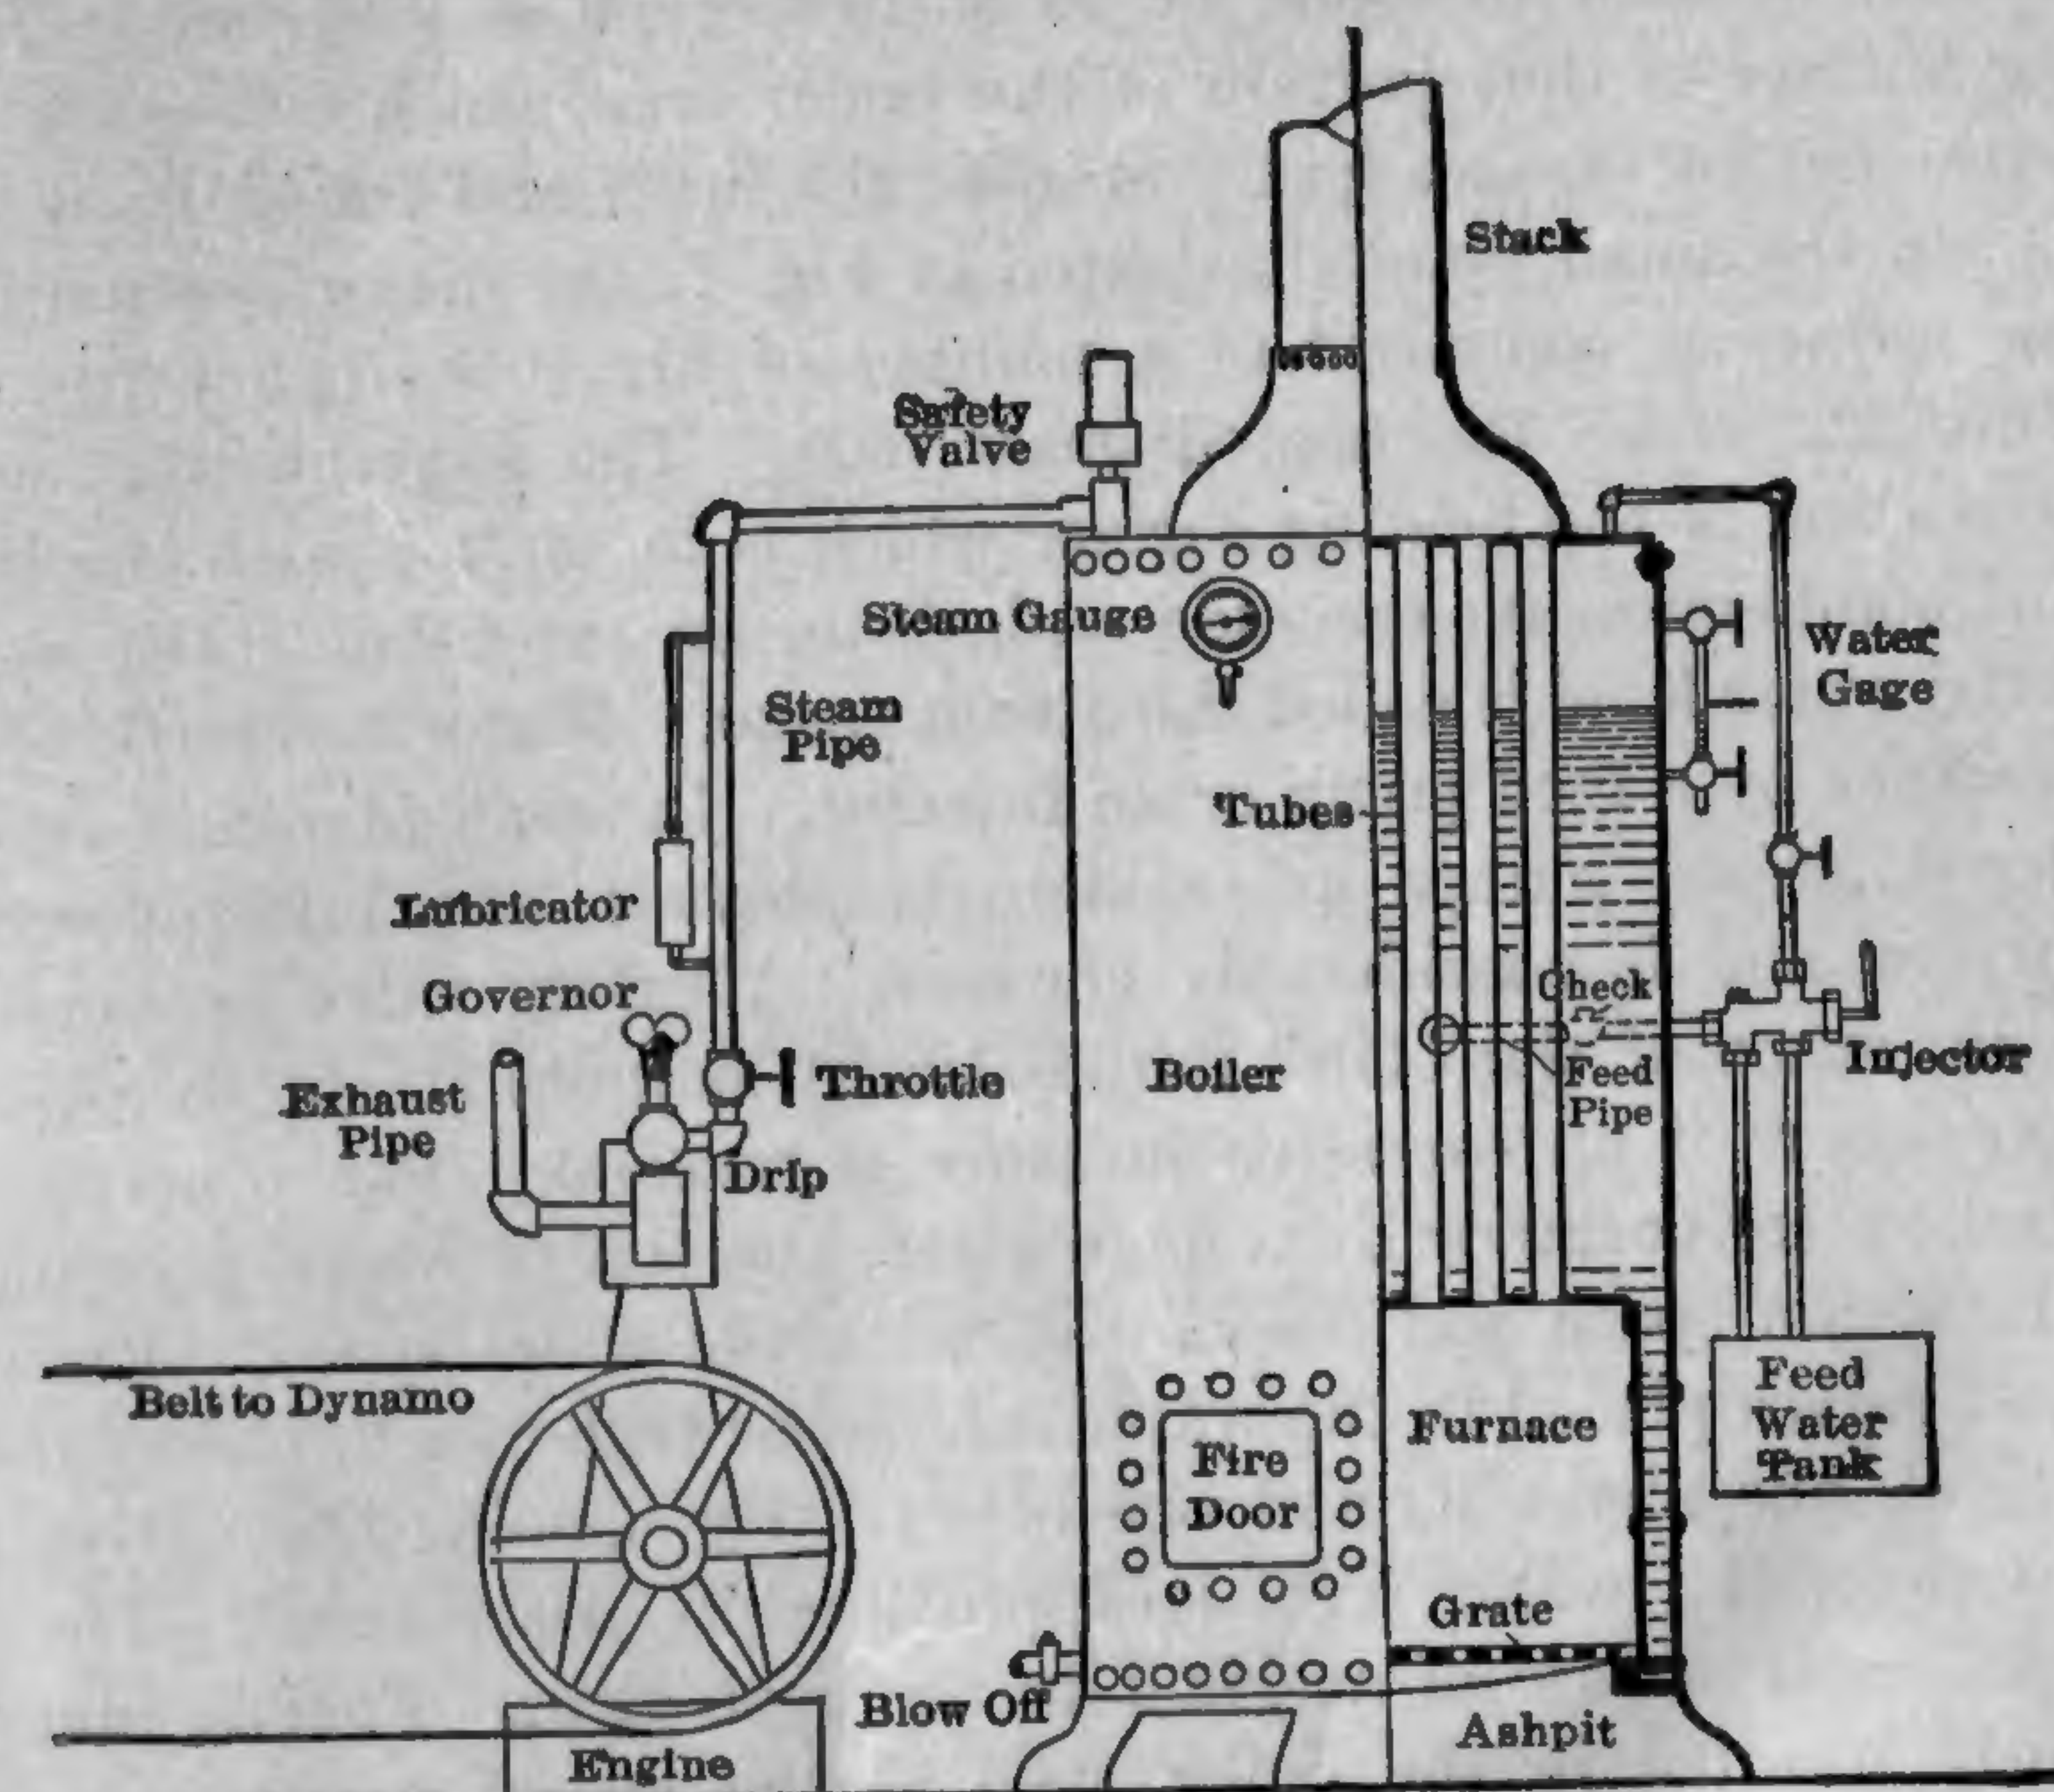 Stack
Safety
Valve
Steam Gauge
Water
Gage
Steam
Pipe
Tubes
Lubricator
Governor
Check
Exhaust
Pipe
Throttle
Boiler
Injector
Feed
Pipe
Drip
Belt to Dynamo
Fire
Door
Furnace
Feed
Water
Tank
Grate
Blow Off
Ashpit
Engine